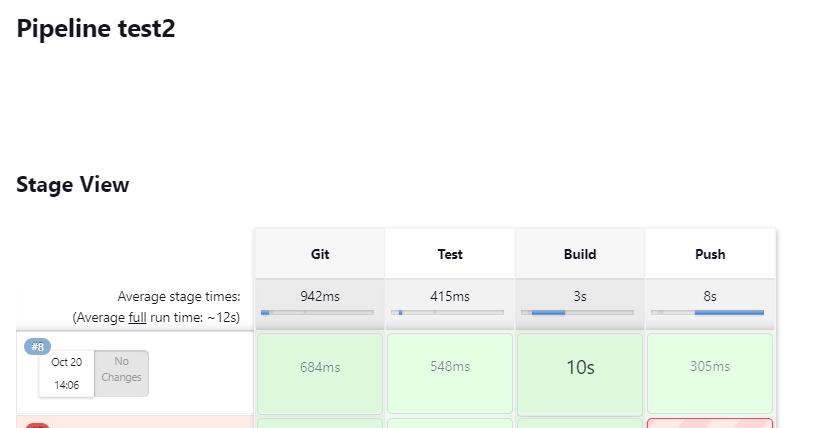 Pipeline test2
Stage View
Git Test Build Push
Average stage times: 942ms 415ms 3s 8s
(Average full run time: ~12s)
#8
Oct 20 No
Changes
14:06
684ms 548ms 10s 305ms